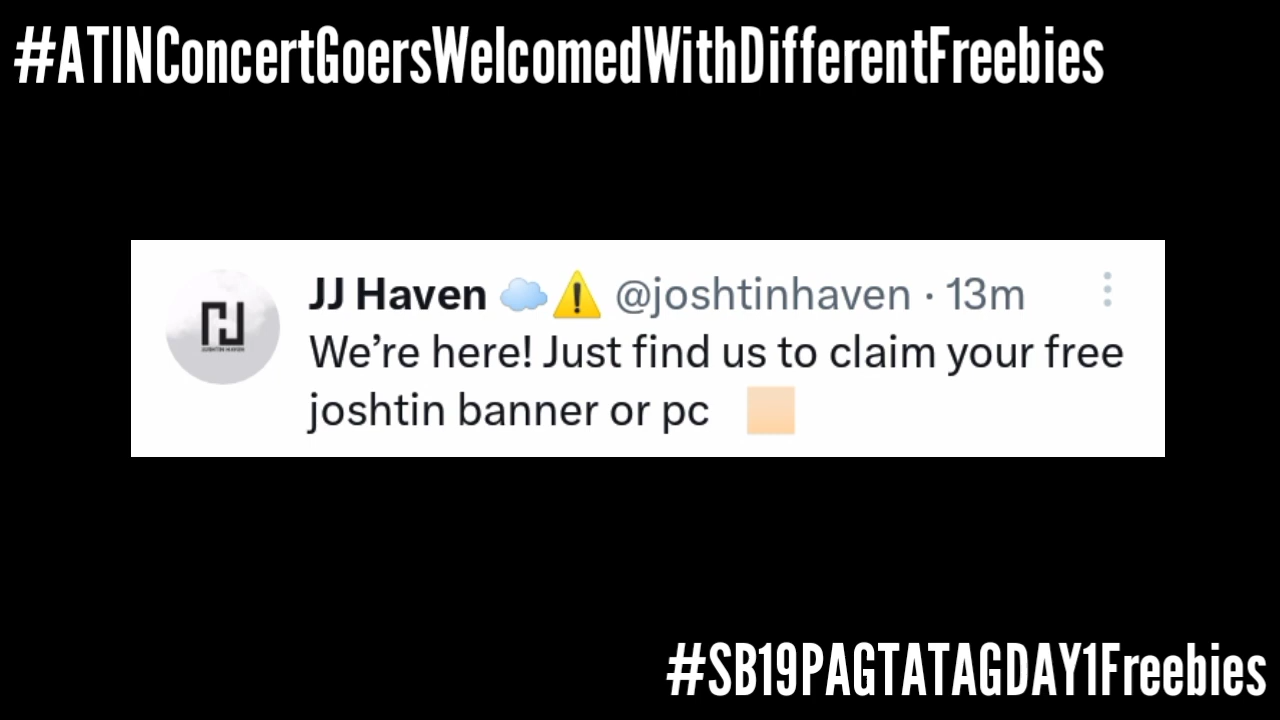 #ATINConcertGoersWelcomedWithDifferentFreebies
JJ Haven ☁️⚠️ @joshtinhaven · 13m
We’re here! Just find us to claim your free
joshtin banner or pc
#SB19PAGTATAGDAY1Freebies